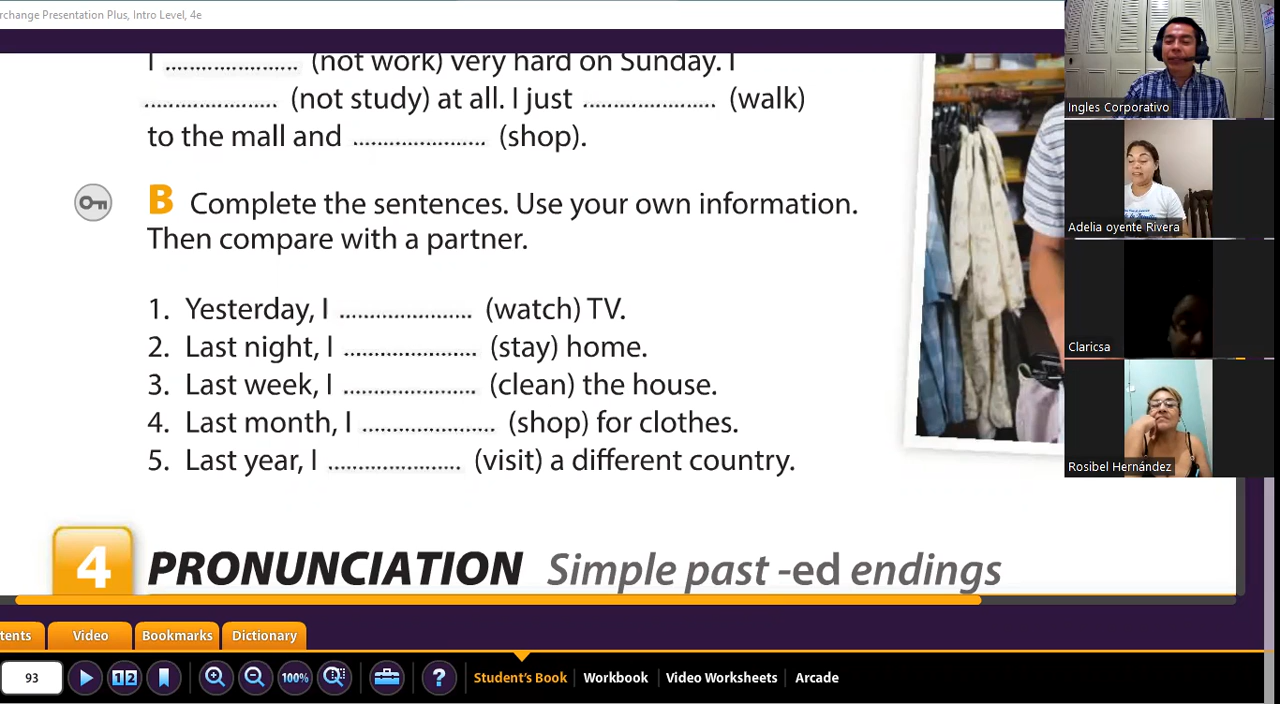 rchange Presentation Plus, Intro Level, 4e
I ...................... (not work) very hard on Sunday. I
...................... (not study) at all. I just ...................... (walk)
to the mall and ...................... (shop).
B Complete the sentences. Use your own information.
Then compare with a partner.
1. Yesterday, I ...................... (watch) TV.
2. Last night, I ...................... (stay) home.
3. Last week, I ...................... (clean) the house.
4. Last month, I ...................... (shop) for clothes.
5. Last year, I ...................... (visit) a different country.
4 PRONUNCIATION Simple past -ed endings
Ingles Corporativo
Adelia oyente Rivera
Claricsa
Rosibel Hernández
tents Video Bookmarks Dictionary
93 12 100% ? Student's Book Workbook Video Worksheets Arcade